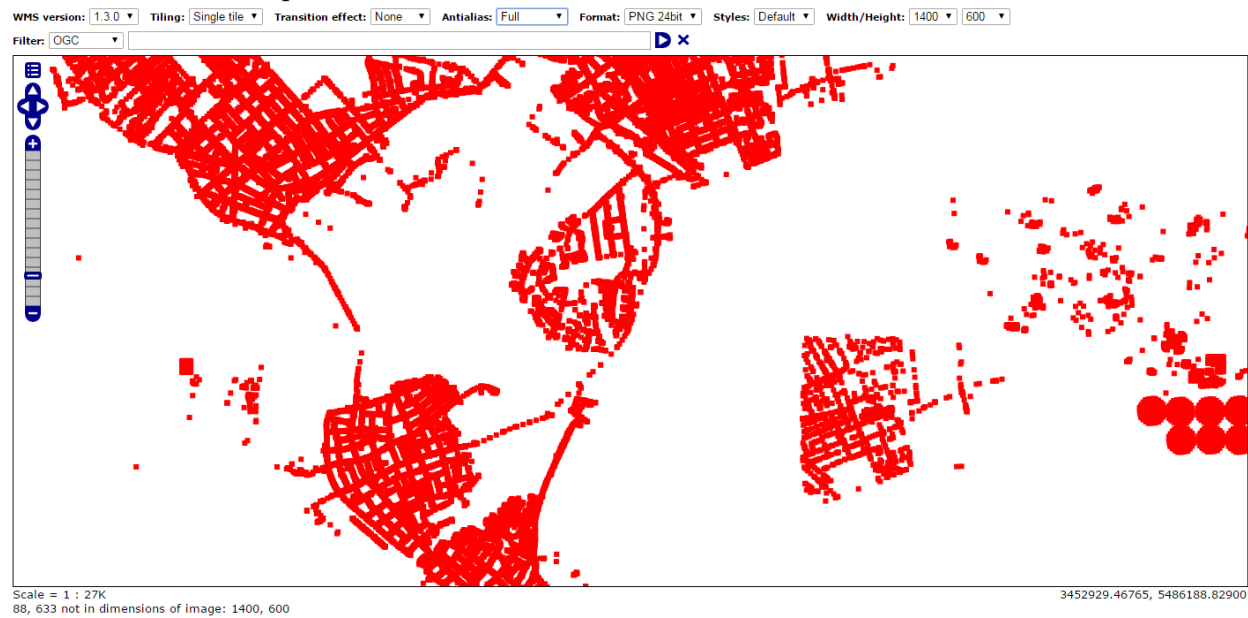 WMS version: 1.3.0 Tiling: Single tile Transition effect: None Antialias: Full Format: PNG 24bit Styles: Default Width/Height: 1400 600
Filter: OGC
Scale = 1 : 27K 3452929.46765, 5486188.82900
88, 633 not in dimensions of image: 1400, 600